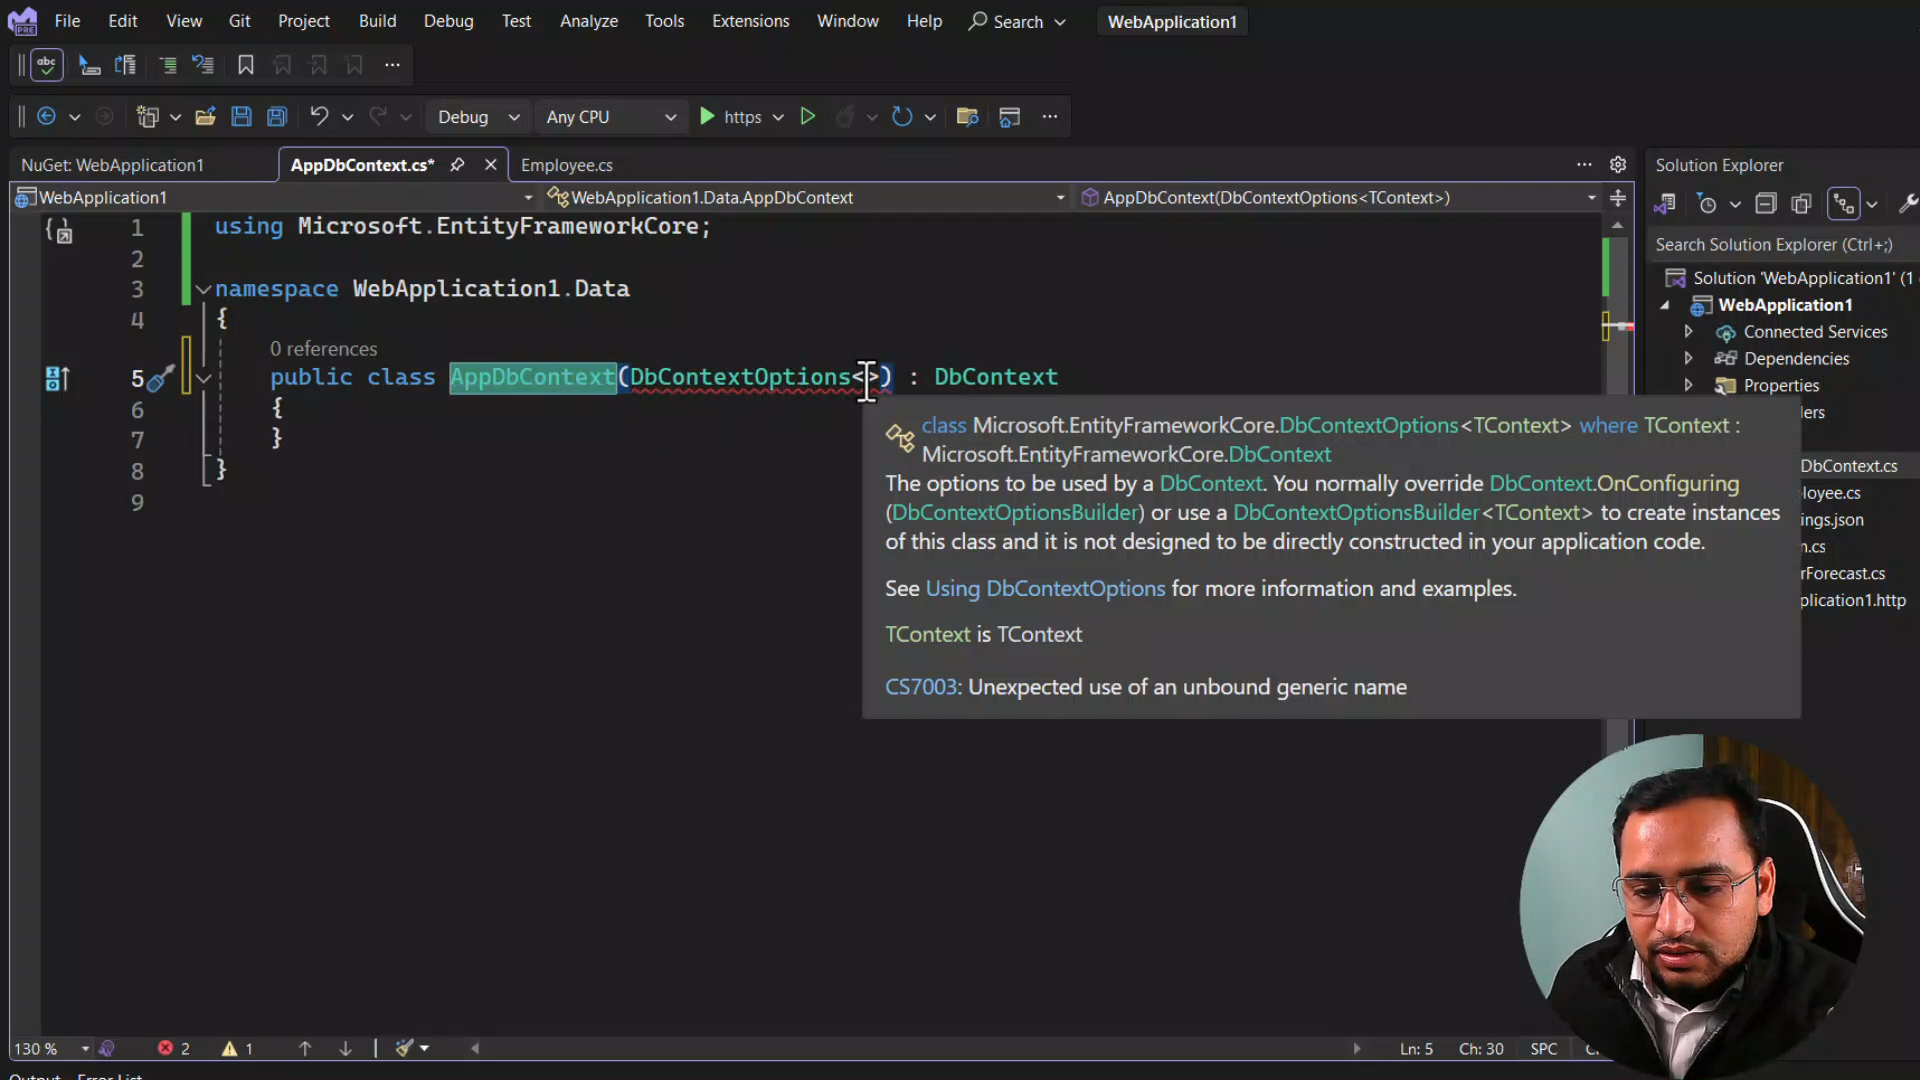 File Edit View Git Project Build Debug Test Analyze Tools Extensions Window Help Search WebApplication1
Debug Any CPU https
NuGet: WebApplication1 AppDbContext.cs* Employee.cs Solution Explorer
WebApplication1 WebApplication1.Data.AppDbContext AppDbContext(DbContextOptions<TContext>)
Search Solution Explorer (Ctrl+;)
1 using Microsoft.EntityFrameworkCore;
2
3 namespace WebApplication1.Data
4 {
0 references
5 public class AppDbContext(DbContextOptions<>) : DbContext
6 {
7 }
8 }
9
class Microsoft.EntityFrameworkCore.DbContextOptions<TContext> where TContext :
Microsoft.EntityFrameworkCore.DbContext
The options to be used by a DbContext. You normally override DbContext.OnConfiguring
(DbContextOptionsBuilder) or use a DbContextOptionsBuilder<TContext> to create instances
of this class and it is not designed to be directly constructed in your application code.
See Using DbContextOptions for more information and examples.
TContext is TContext
CS7003: Unexpected use of an unbound generic name
Solution 'WebApplication1' (1
WebApplication1
Connected Services
Dependencies
Properties
ers
DbContext.cs
loyee.cs
ings.json
n.cs
rForecast.cs
plication1.http
130 % 2 1 Ln: 5 Ch: 30 SPC